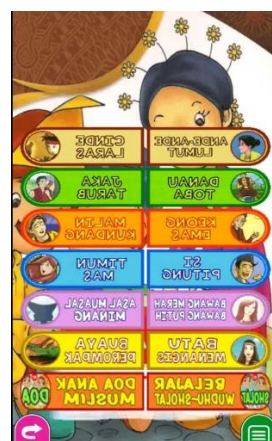 ANDE-ANDE
LUMUT
CINDE
LARAS
DANAU
TOBA
JAKA
TARUB
KEONG
EMAS
MALIN
KUNDANG
SI
PITUNG
TIMUN
MAS
BAWANG MERAH
BAWANG PUTIH
ASAL MUASAL
MINANG
BATU
MENANGIS
BUAYA
PEROMPAK
SHOLAT
BELAJAR
WUDHU-SHOLAT
DOA ANAK
MUSLIM
DOA